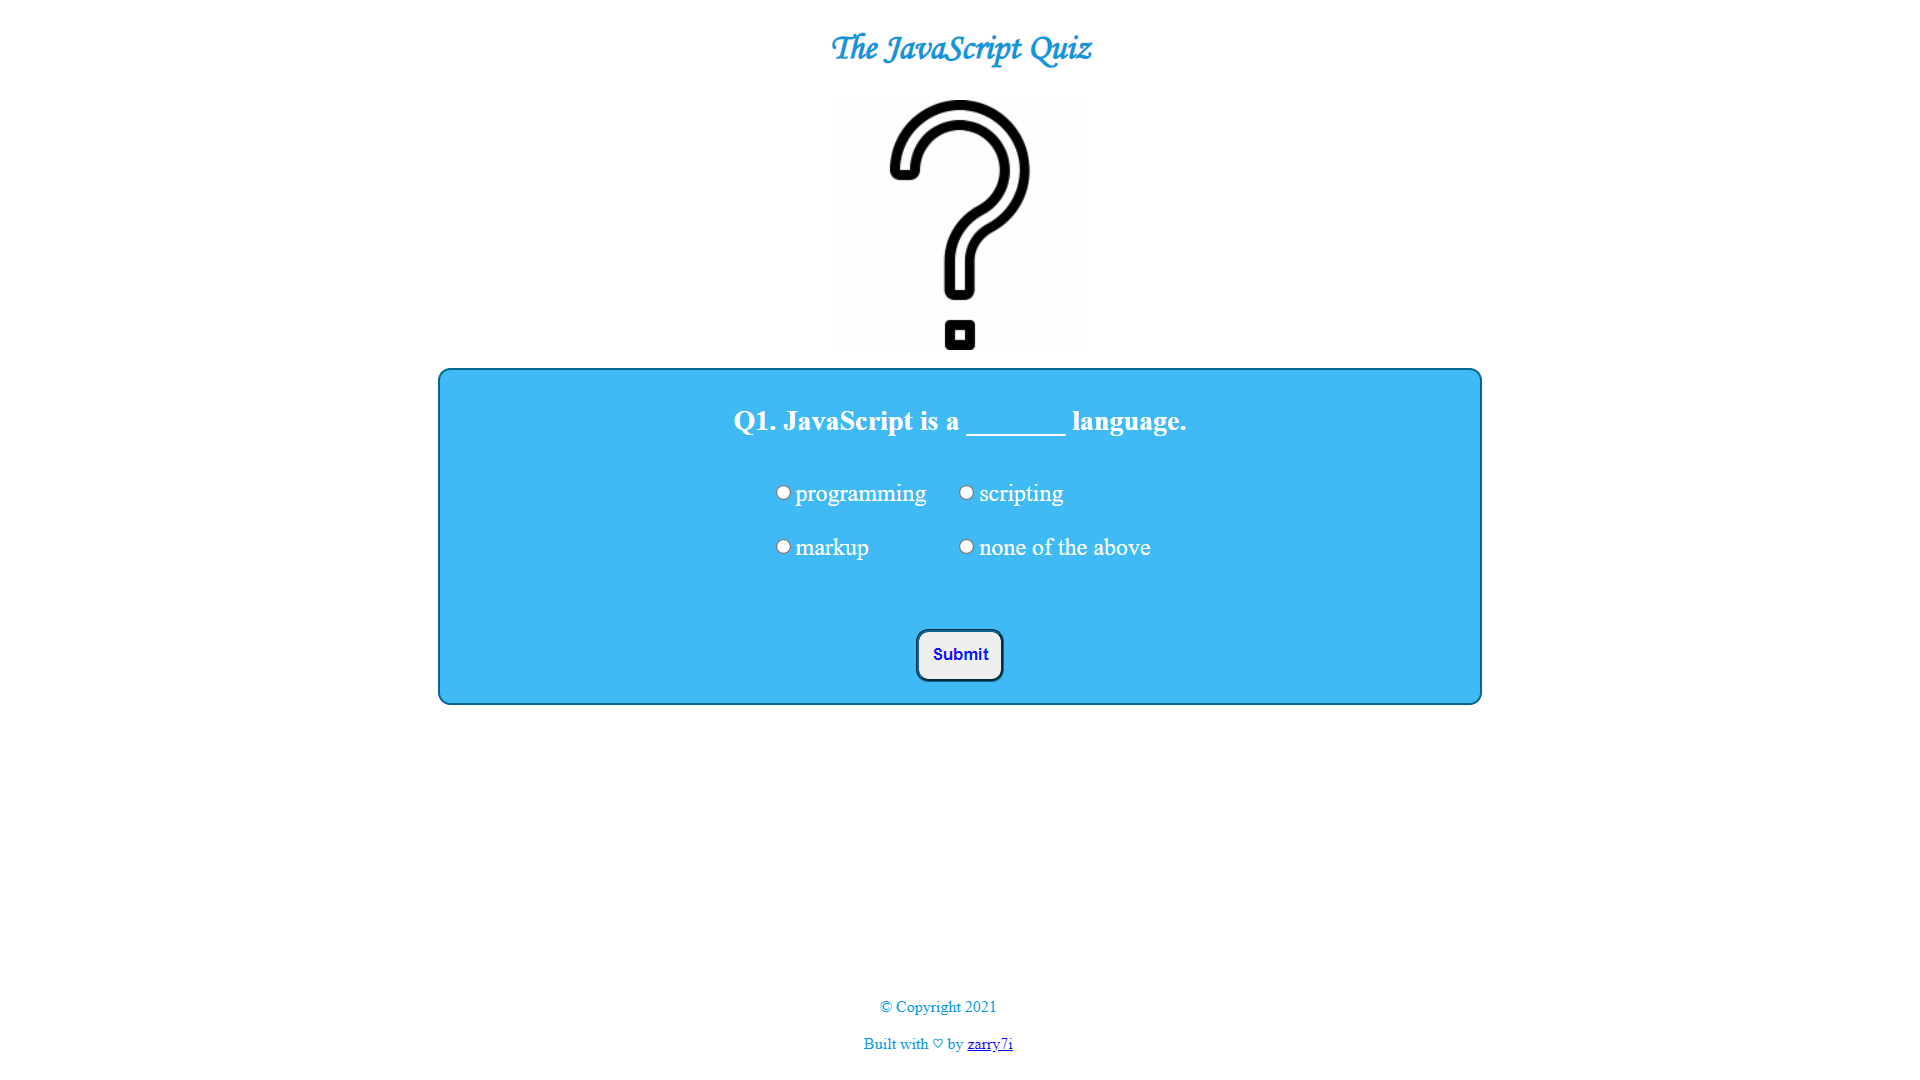 The JavaScript Quiz
Q1. JavaScript is a _______ language.
programming scripting
markup none of the above
Submit
© Copyright 2021
Built with ♡ by zarry7i